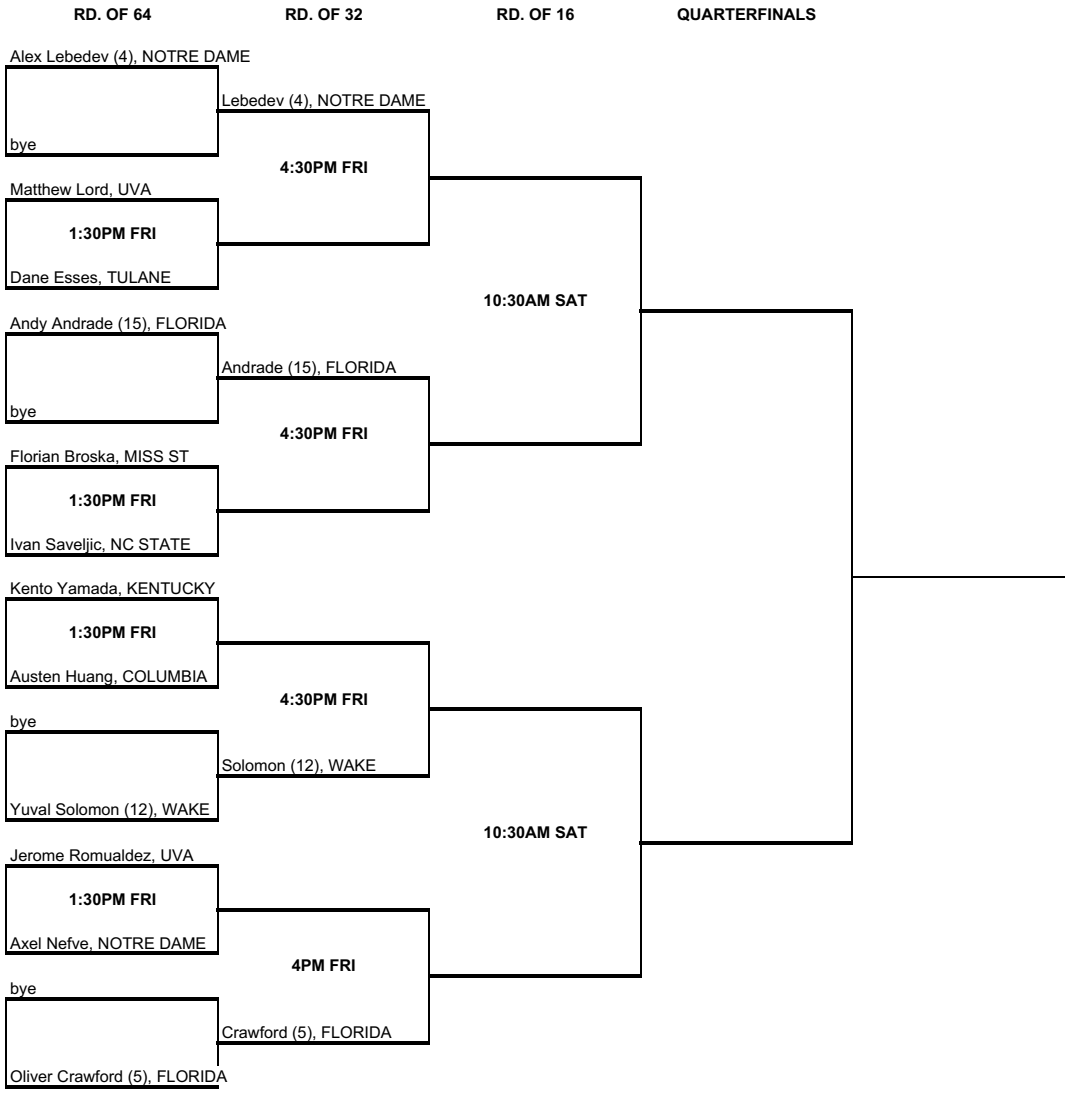 RD. OF 64 RD. OF 32 RD. OF 16 QUARTERFINALS
Alex Lebedev (4), NOTRE DAME
Lebedev (4), NOTRE DAME
bye
4:30PM FRI
Matthew Lord, UVA
1:30PM FRI
Dane Esses, TULANE
10:30AM SAT
Andy Andrade (15), FLORIDA
Andrade (15), FLORIDA
bye
4:30PM FRI
Florian Broska, MISS ST
1:30PM FRI
Ivan Saveljic, NC STATE
Kento Yamada, KENTUCKY
1:30PM FRI
Austen Huang, COLUMBIA
4:30PM FRI
bye
Solomon (12), WAKE
Yuval Solomon (12), WAKE
10:30AM SAT
Jerome Romualdez, UVA
1:30PM FRI
Axel Nefve, NOTRE DAME
4PM FRI
bye
Crawford (5), FLORIDA
Oliver Crawford (5), FLORIDA